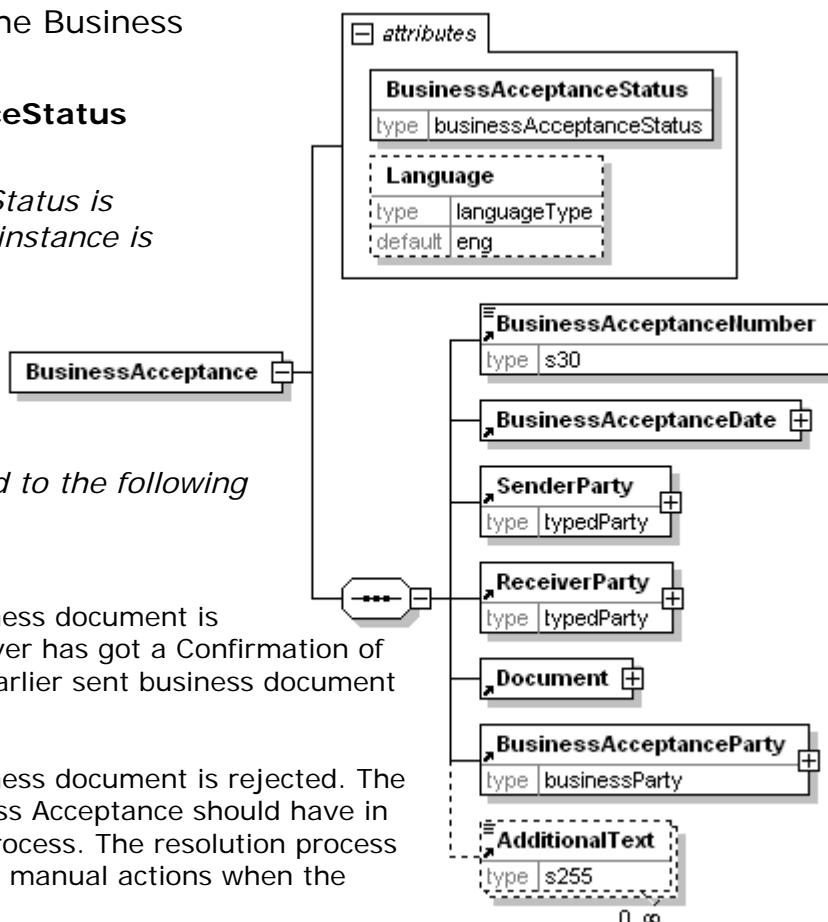 ne Business
ceStatus
Status is
instance is
d to the following
ness document is
ver has got a Confirmation of
arlier sent business document
ness document is rejected. The
ss Acceptance should have in
rocess. The resolution process
manual actions when the
attributes
BusinessAcceptanceStatus
type businessAcceptanceStatus
Language
type languageType
default eng
BusinessAcceptance
BusinessAcceptanceNumber
type s30
BusinessAcceptanceDate
SenderParty
type typedParty
ReceiverParty
type typedParty
Document
BusinessAcceptanceParty
type businessParty
AdditionalText
type s255
0..∞